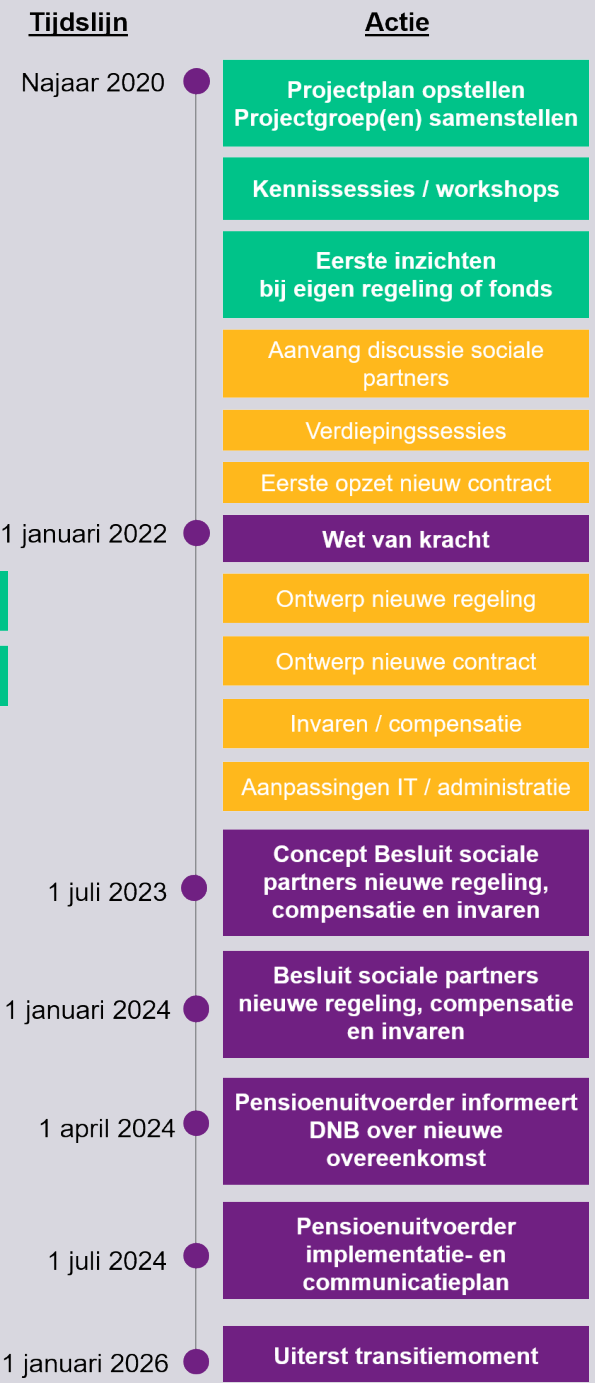 Tijdslijn
Actie
Najaar 2020
Projectplan opstellen
Projectgroep(en) samenstellen
Kennissessies / workshops
Eerste inzichten
bij eigen regeling of fonds
Aanvang discussie sociale
partners
Verdiepingssessies
Eerste opzet nieuw contract
1 januari 2022
Wet van kracht
Ontwerp nieuwe regeling
Ontwerp nieuwe contract
Invaren / compensatie
Aanpassingen IT / administratie
1 juli 2023
Concept Besluit sociale
partners nieuwe regeling,
compensatie en invaren
1 januari 2024
Besluit sociale partners
nieuwe regeling, compensatie
en invaren
1 april 2024
Pensioenuitvoerder informeert
DNB over nieuwe
overeenkomst
1 juli 2024
Pensioenuitvoerder
implementatie- en
communicatieplan
1 januari 2026
Uiterst transitiemoment